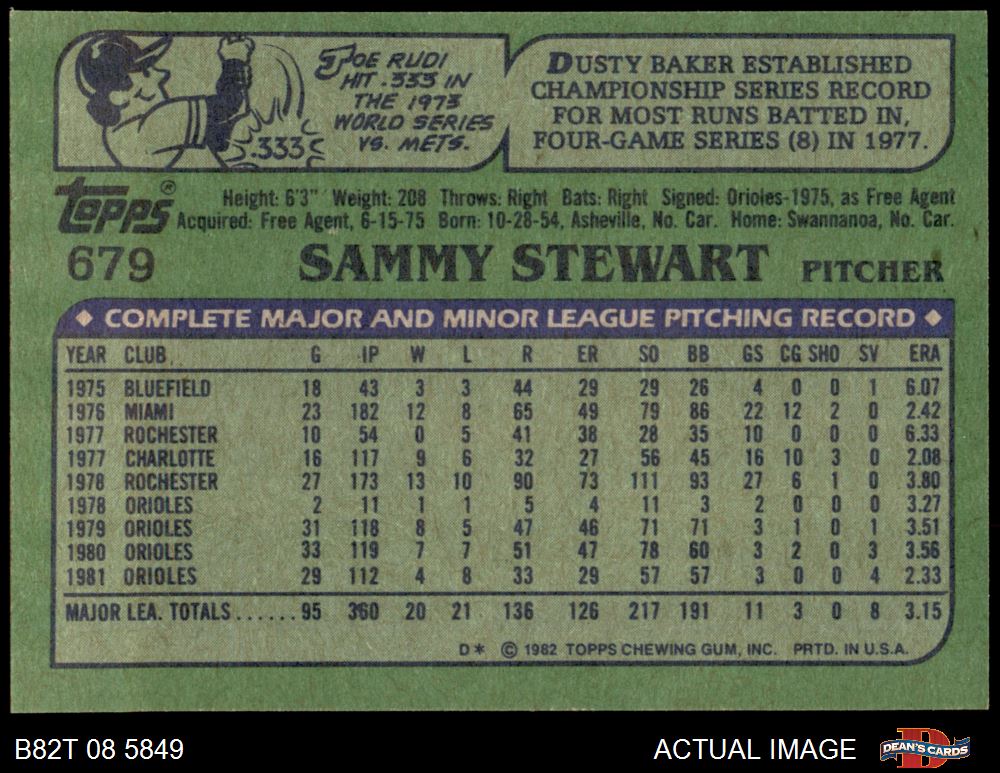 JOE RUDI
HIT .333 IN
THE 1973
WORLD SERIES
VS. METS.
.333
DUSTY BAKER ESTABLISHED
CHAMPIONSHIP SERIES RECORD
FOR MOST RUNS BATTED IN,
FOUR-GAME SERIES (8) IN 1977.
Topps®
Height: 6'3" Weight: 208 Throws: Right Bats: Right Signed: Orioles-1975, as Free Agent
Acquired: Free Agent, 6-15-75 Born: 10-28-54, Asheville, No. Car. Home: Swannanoa, No. Car.
679 SAMMY STEWART PITCHER
◆ COMPLETE MAJOR AND MINOR LEAGUE PITCHING RECORD ◆
YEAR CLUB G IP W L R ER SO BB GS CG SHO SV ERA
1975 BLUEFIELD 18 43 3 3 44 29 29 26 4 0 0 1 6.07
1976 MIAMI 23 182 12 8 65 49 79 86 22 12 2 0 2.42
1977 ROCHESTER 10 54 0 5 41 38 28 35 10 0 0 0 6.33
1977 CHARLOTTE 16 117 9 6 32 27 56 45 16 10 3 0 2.08
1978 ROCHESTER 27 173 13 10 90 73 111 93 27 6 1 0 3.80
1978 ORIOLES 2 11 1 1 5 4 11 3 2 0 0 0 3.27
1979 ORIOLES 31 118 8 5 47 46 71 71 3 1 0 1 3.51
1980 ORIOLES 33 119 7 7 51 47 78 60 3 2 0 3 3.56
1981 ORIOLES 29 112 4 8 33 29 57 57 3 0 0 4 2.33
MAJOR LEA. TOTALS......95 360 20 21 136 126 217 191 11 3 0 8 3.15
D* © 1982 TOPPS CHEWING GUM, INC. PRTD. IN U.S.A.
B82T 08 5849 ACTUAL IMAGE DEAN'S CARDS